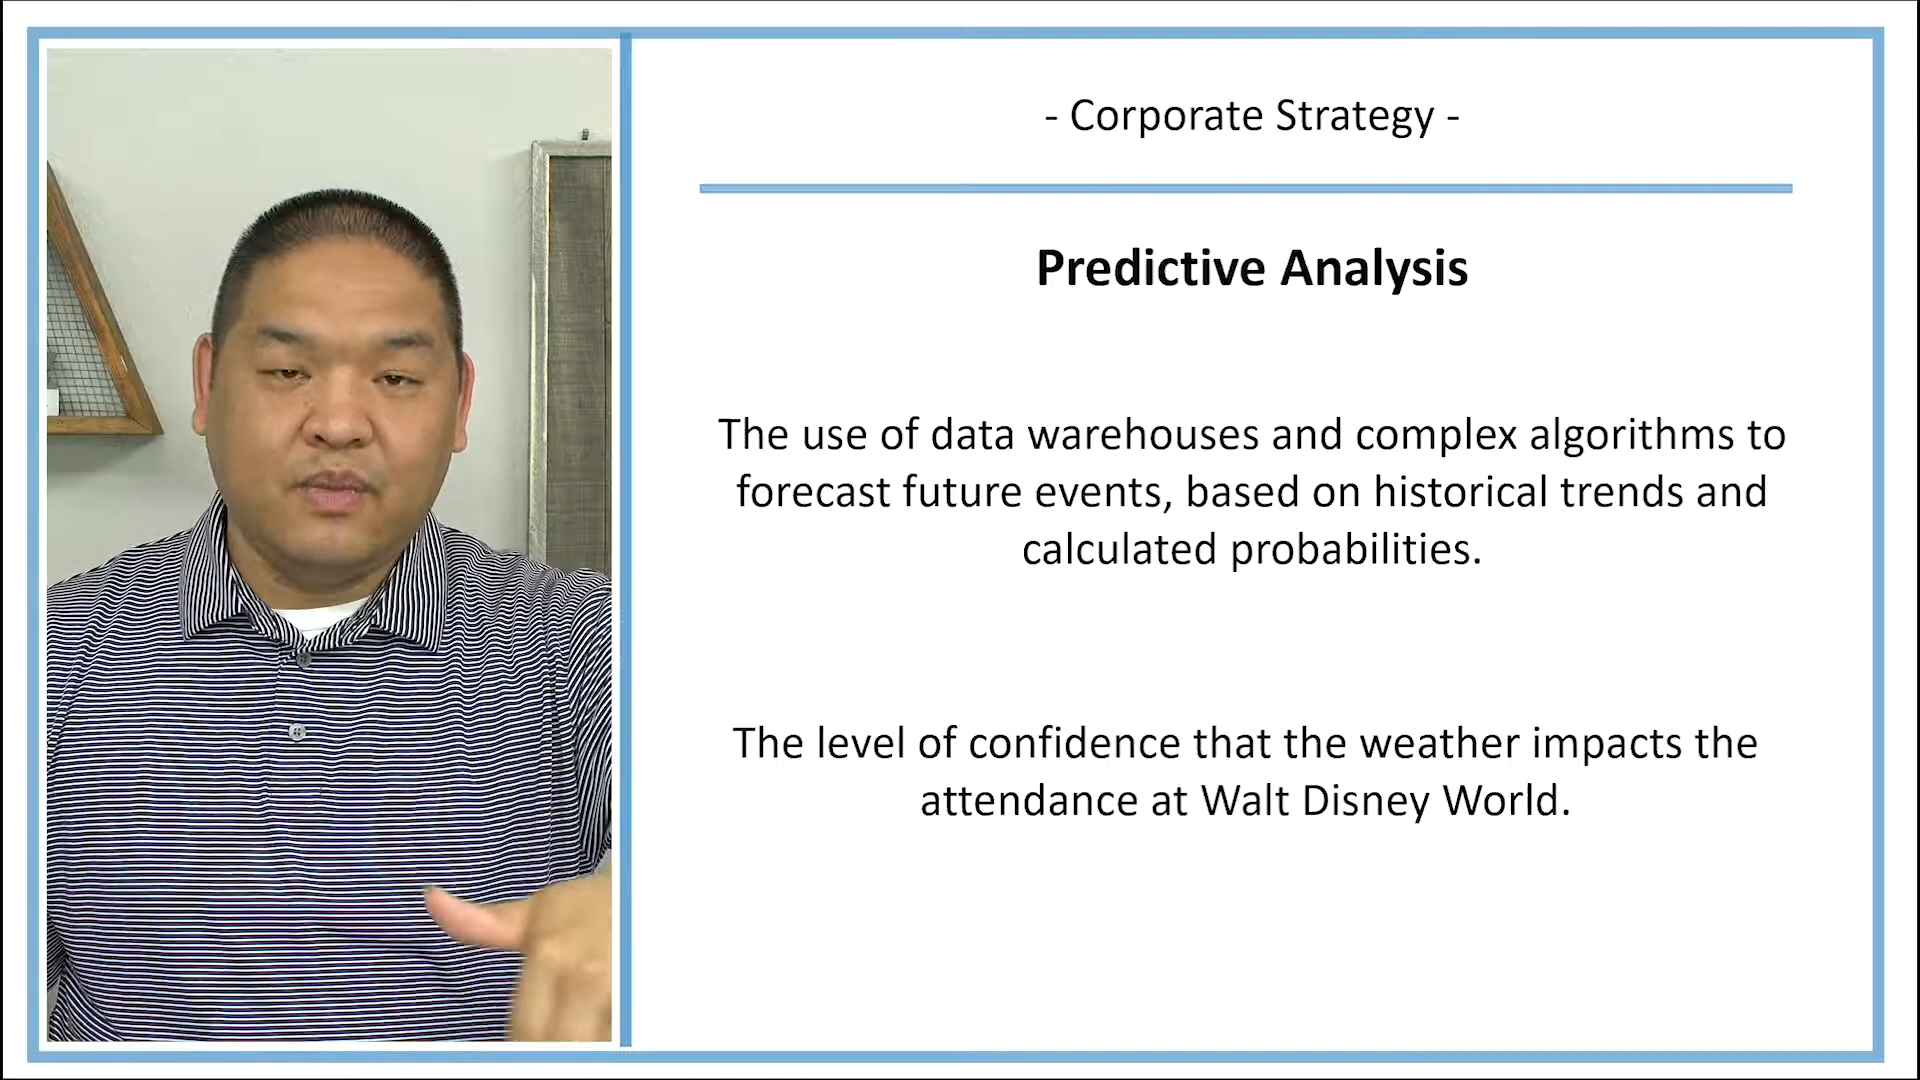 - Corporate Strategy -
Predictive Analysis
The use of data warehouses and complex algorithms to
forecast future events, based on historical trends and
calculated probabilities.
The level of confidence that the weather impacts the
attendance at Walt Disney World.